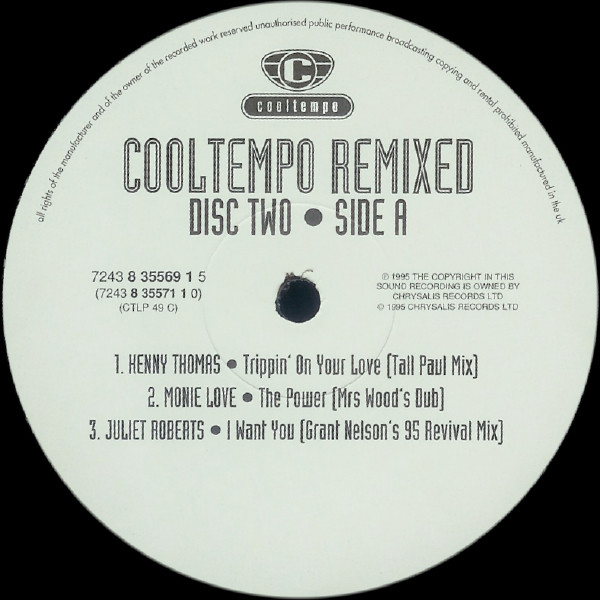 all rights of the manufacturer and of the owner of the recorded work reserved unauthorised public performance broadcasting copying and rental prohibited manufactured in the uk
C
cooltempo
COOLTEMPO REMIXED
DISC TWO • SIDE A
7243 8 35569 1 5
(7243 8 35571 1 0)
(CTLP 49 C)
℗ 1995 THE COPYRIGHT IN THIS
SOUND RECORDING IS OWNED BY
CHRYSALIS RECORDS LTD
© 1995 CHRYSALIS RECORDS LTD
1. KENNY THOMAS • Trippin' On Your Love (Tall Paul Mix)
2. MONIE LOVE • The Power (Mrs Wood's Dub)
3. JULIET ROBERTS • I Want You (Grant Nelson's 95 Revival Mix)